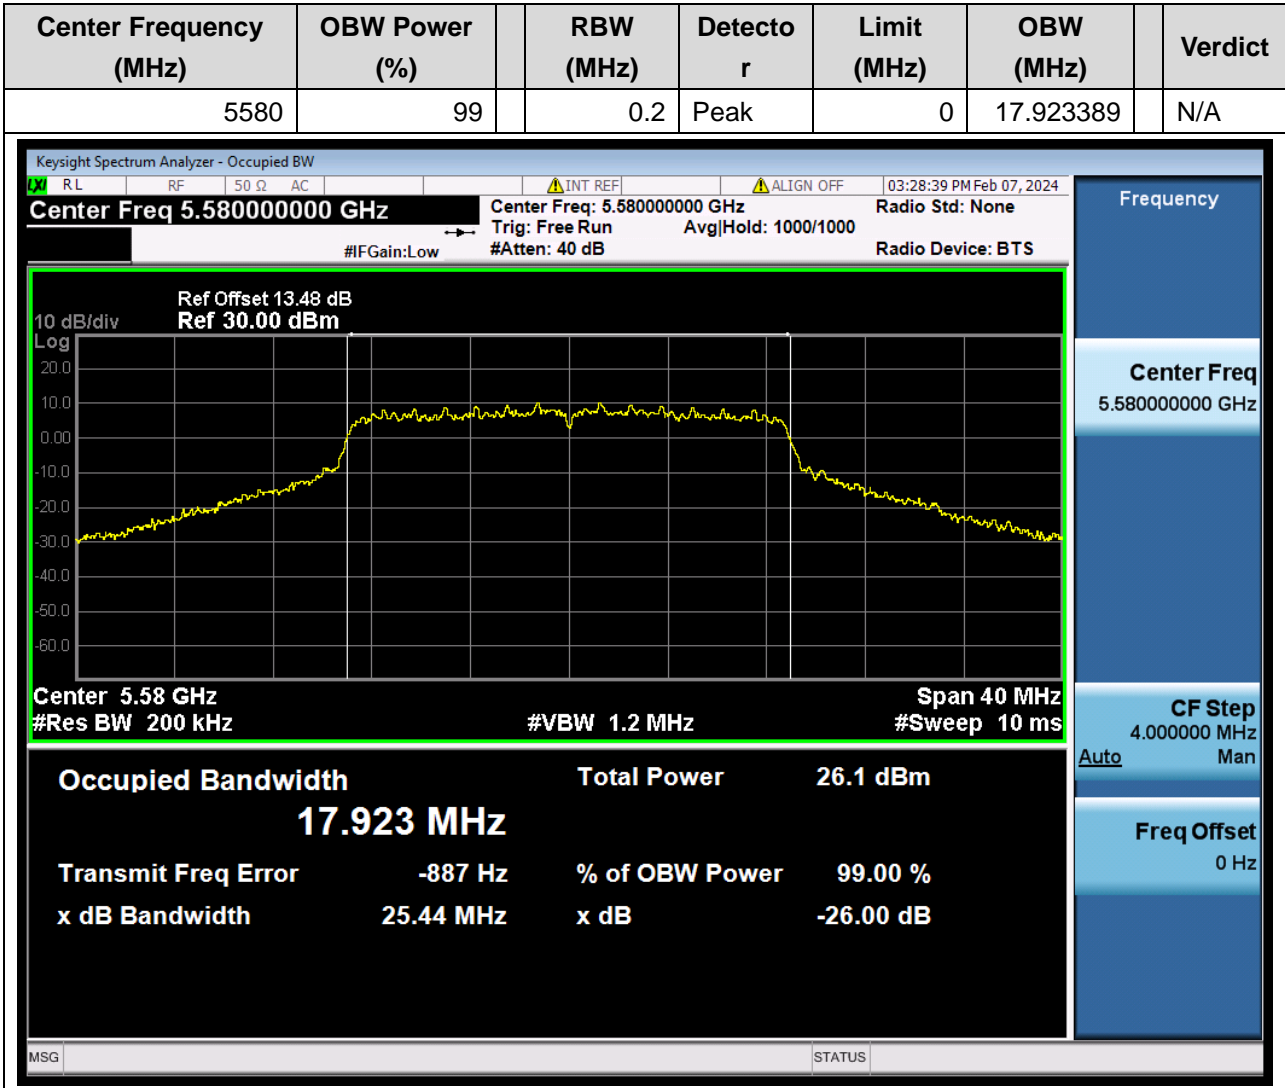 Center Frequency (MHz) OBW Power (%) RBW (MHz) Detector Limit (MHz) OBW (MHz) Verdict
5580 99 0.2 Peak 0 17.923389 N/A
Keysight Spectrum Analyzer - Occupied BW
LXI RL RF 50 Ω AC INT REF ALIGN OFF 03:28:39 PM Feb 07, 2024
Center Freq 5.580000000 GHz
Center Freq: 5.580000000 GHz Radio Std: None
Trig: Free Run Avg|Hold: 1000/1000
#IFGain:Low #Atten: 40 dB Radio Device: BTS
Ref Offset 13.48 dB
10 dB/div Ref 30.00 dBm
Log
20.0
10.0
0.00
-10.0
-20.0
-30.0
-40.0
-50.0
-60.0
Center 5.58 GHz Span 40 MHz
#Res BW 200 kHz #VBW 1.2 MHz #Sweep 10 ms
Occupied Bandwidth Total Power 26.1 dBm
17.923 MHz
Transmit Freq Error -887 Hz % of OBW Power 99.00 %
x dB Bandwidth 25.44 MHz x dB -26.00 dB
Frequency
Center Freq
5.580000000 GHz
CF Step
4.000000 MHz
Auto Man
Freq Offset
0 Hz
MSG STATUS